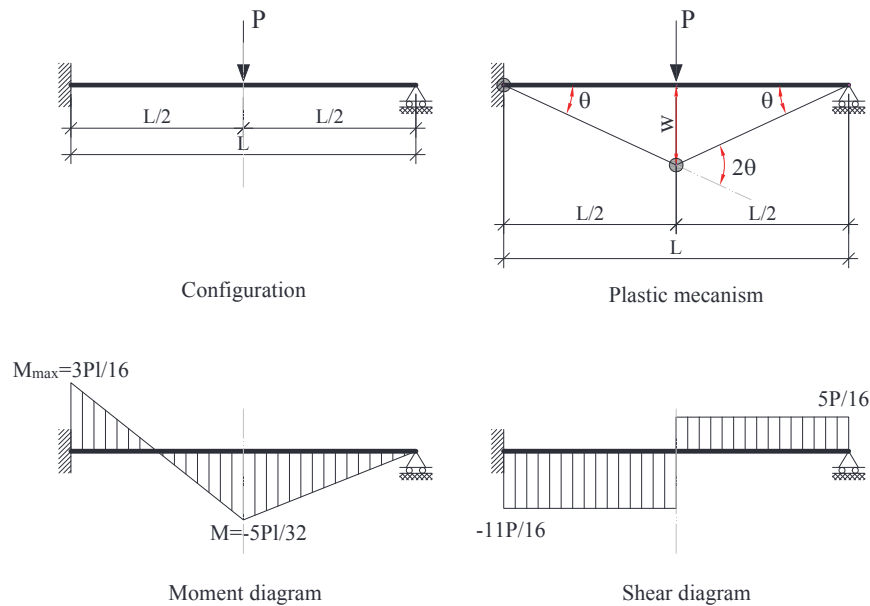 P
L/2
L/2
L
Configuration
P
θ
θ
w
2θ
L/2
L/2
L
Plastic mecanism
Mmax=3Pl/16
M=-5Pl/32
Moment diagram
5P/16
-11P/16
Shear diagram